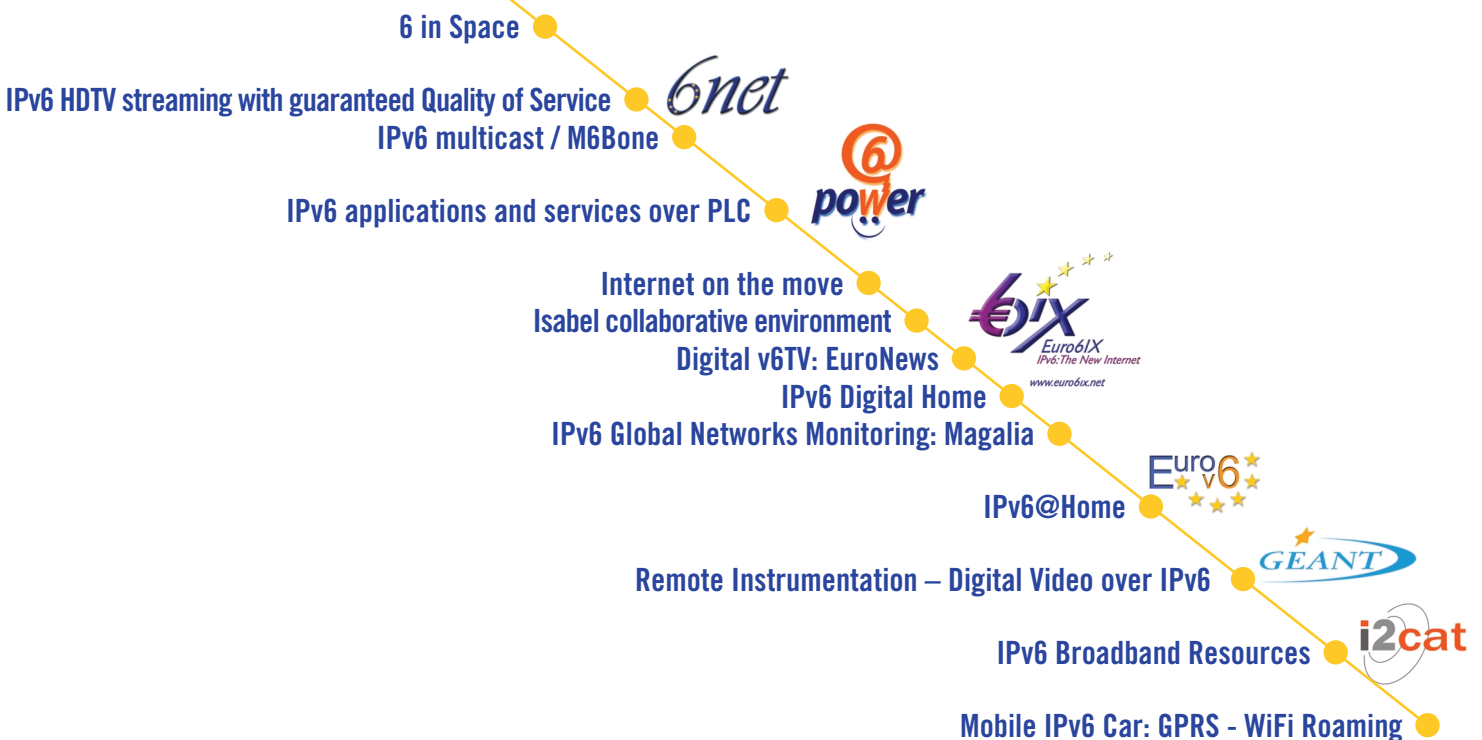 6 in Space
IPv6 HDTV streaming with guaranteed Quality of Service
6net
IPv6 multicast / M6Bone
@6
power
IPv6 applications and services over PLC
Internet on the move
Isabel collaborative environment
€6IX
Euro6IX
IPv6:The New Internet
www.euro6ix.net
Digital v6TV: EuroNews
IPv6 Digital Home
IPv6 Global Networks Monitoring: Magalia
Euro
v6
IPv6@Home
GEANT
Remote Instrumentation – Digital Video over IPv6
i2cat
IPv6 Broadband Resources
Mobile IPv6 Car: GPRS - WiFi Roaming